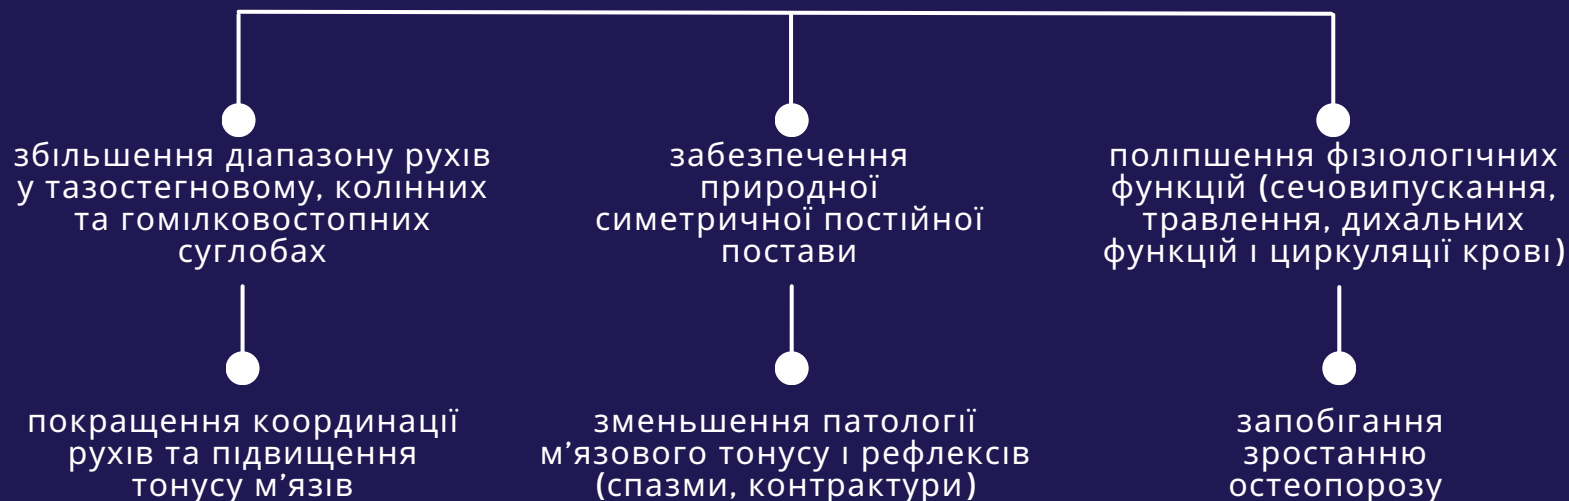 збільшення діапазону рухів
у тазостегновому, колінних
та гомілковостопних
суглобах
забезпечення
природної
симетричної постійної
постави
поліпшення фізіологічних
функцій (сечовипускання,
травлення, дихальних
функцій і циркуляції крові)
покращення координації
рухів та підвищення
тонусу м’язів
зменьшення патології
м’язового тонусу і рефлексів
(спазми, контрактури)
запобігання
зростанню
остеопорозу